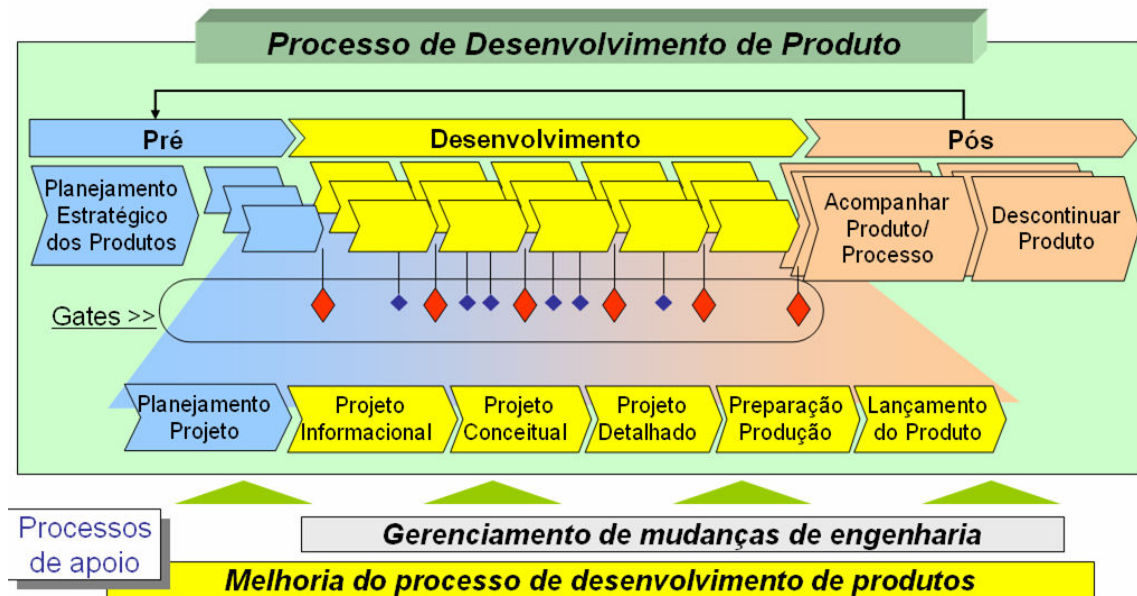 Processo de Desenvolvimento de Produto
Pré
Desenvolvimento
Pós
Planejamento
Estratégico
dos Produtos
Acompanhar
Produto/
Processo
Descontinuar
Produto
Gates >>
Planejamento
Projeto
Projeto
Informacional
Projeto
Conceitual
Projeto
Detalhado
Preparação
Produção
Lançamento
do Produto
Processos
de apoio
Gerenciamento de mudanças de engenharia
Melhoria do processo de desenvolvimento de produtos